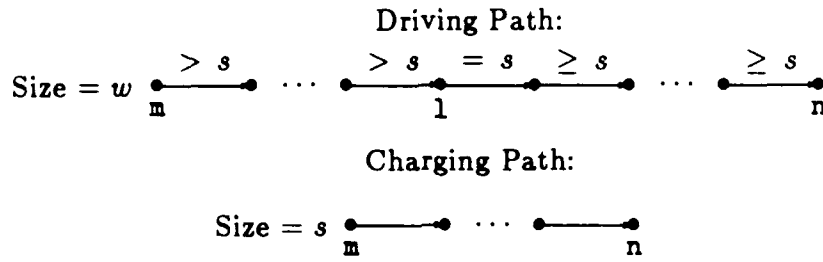 Driving Path:
> s > s = s ≥ s ≥ s
Size = w ... ...
m l n
Charging Path:
Size = s ...
m n